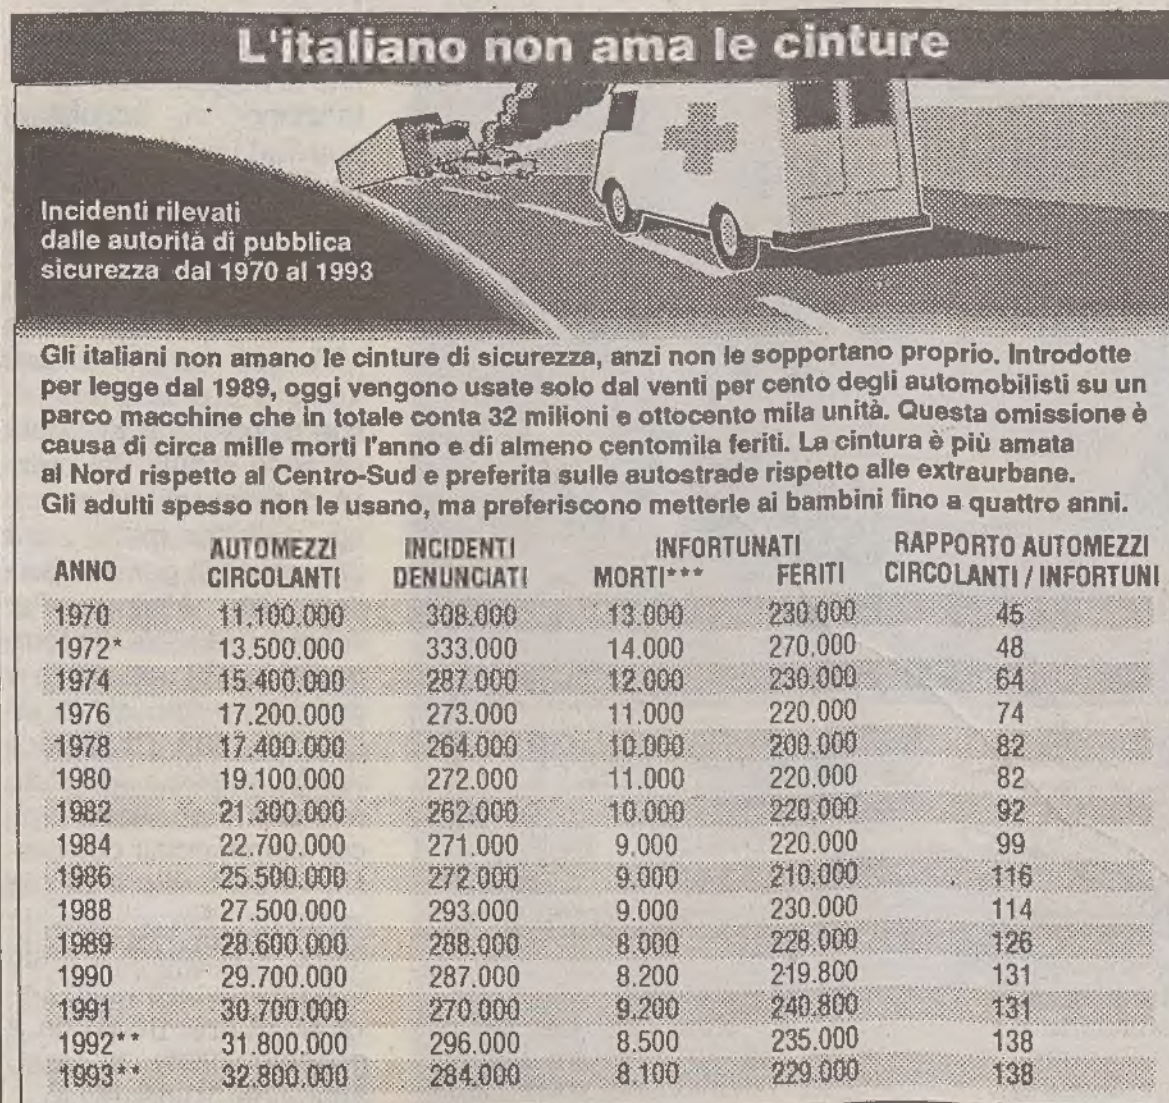 L'italiano non ama le cinture
Incidenti rilevati
dalle autorità di pubblica
sicurezza dal 1970 al 1993
Gli italiani non amano le cinture di sicurezza, anzi non le sopportano proprio. Introdotte
per legge dal 1989, oggi vengono usate solo dal venti per cento degli automobilisti su un
parco macchine che in totale conta 32 milioni e ottocento mila unità. Questa omissione è
causa di circa mille morti l'anno e di almeno centomila feriti. La cintura è più amata
al Nord rispetto al Centro-Sud e preferita sulle autostrade rispetto alle extraurbane.
Gli adulti spesso non le usano, ma preferiscono metterle ai bambini fino a quattro anni.
ANNO AUTOMEZZI CIRCOLANTI INCIDENTI DENUNCIATI INFORTUNATI MORTI*** FERITI RAPPORTO AUTOMEZZI CIRCOLANTI / INFORTUNI
1970 11.100.000 308.000 13.000 230.000 45
1972* 13.500.000 333.000 14.000 270.000 48
1974 15.400.000 287.000 12.000 230.000 64
1976 17.200.000 273.000 11.000 220.000 74
1978 17.400.000 264.000 10.000 200.000 82
1980 19.100.000 272.000 11.000 220.000 82
1982 21.300.000 262.000 10.000 220.000 92
1984 22.700.000 271.000 9.000 220.000 99
1986 25.500.000 272.000 9.000 210.000 116
1988 27.500.000 293.000 9.000 230.000 114
1989 28.600.000 288.000 8.000 228.000 126
1990 29.700.000 287.000 8.200 219.800 131
1991 30.700.000 270.000 9.200 240.800 131
1992** 31.800.000 296.000 8.500 235.000 138
1993** 32.800.000 284.000 8.100 229.000 138